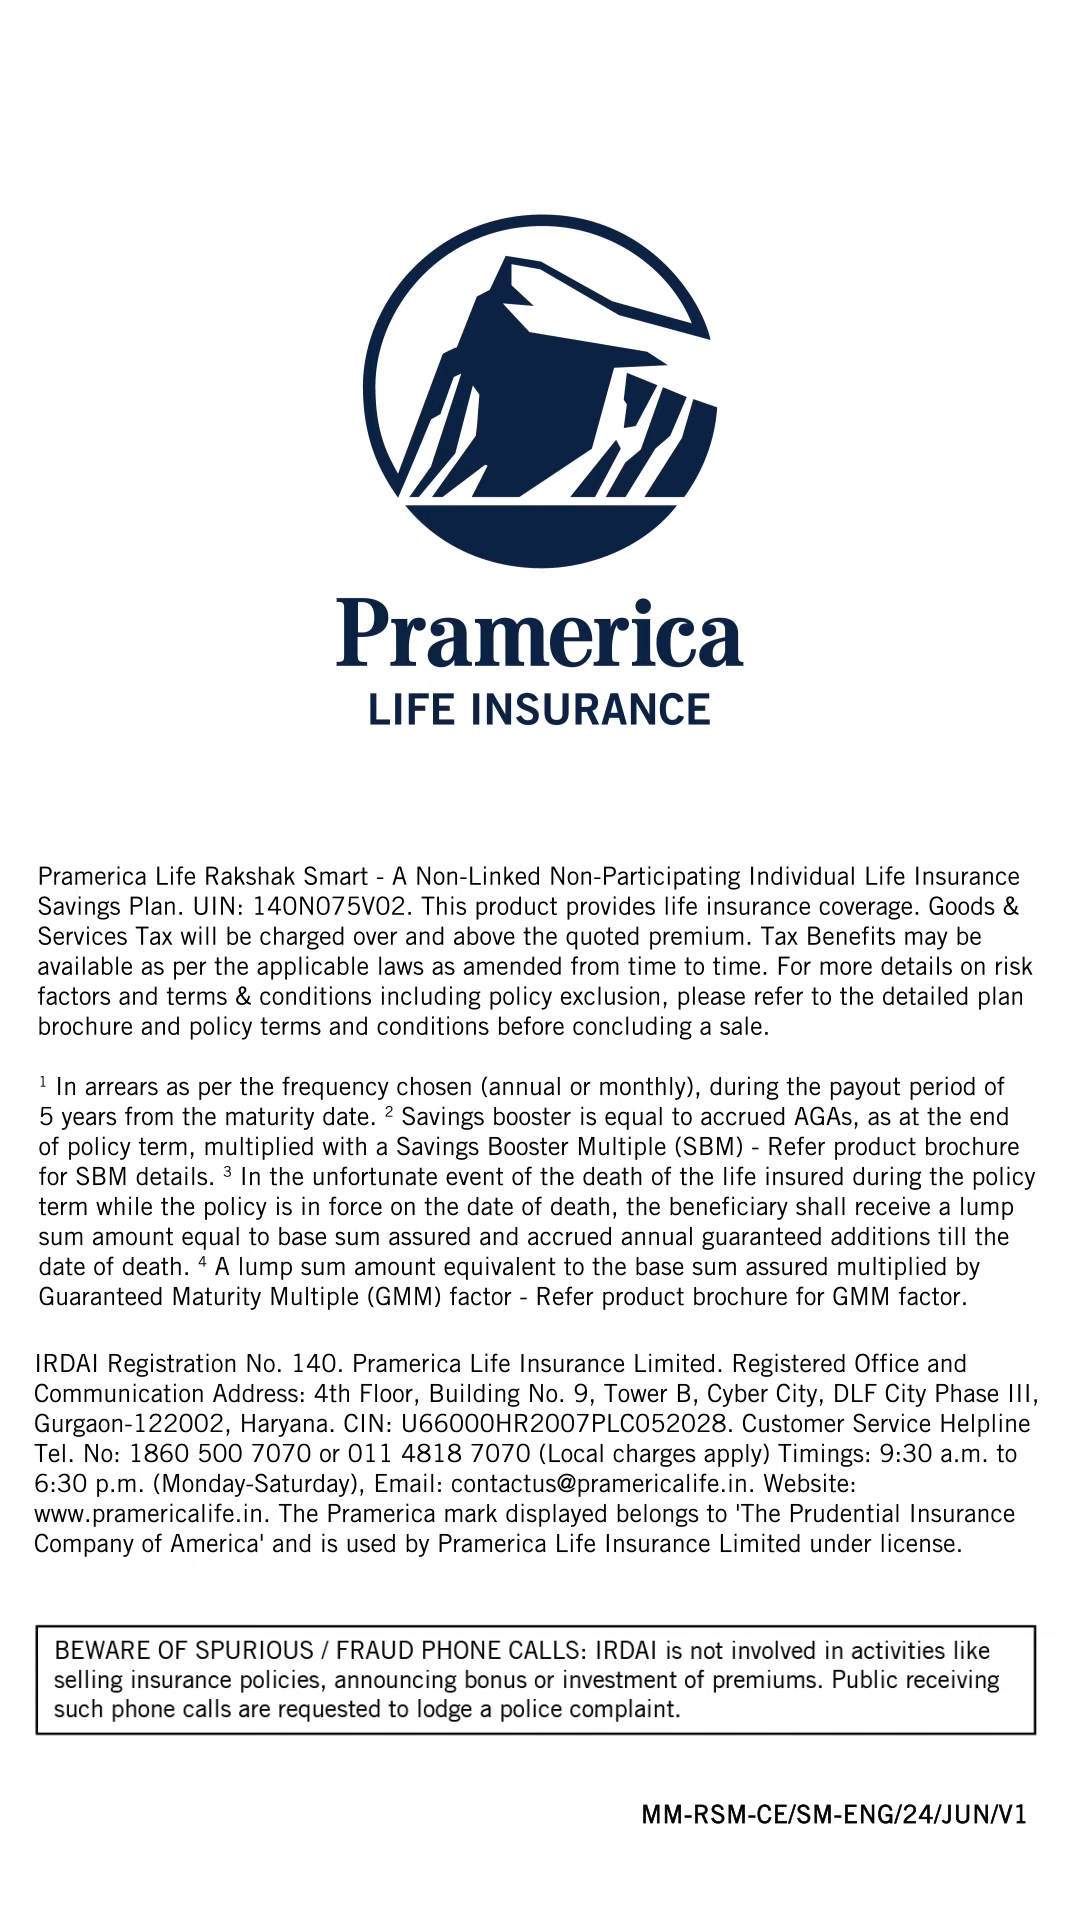 Pramerica
LIFE INSURANCE
Pramerica Life Rakshak Smart - A Non-Linked Non-Participating Individual Life Insurance
Savings Plan. UIN: 140N075V02. This product provides life insurance coverage. Goods &
Services Tax will be charged over and above the quoted premium. Tax Benefits may be
available as per the applicable laws as amended from time to time. For more details on risk
factors and terms & conditions including policy exclusion, please refer to the detailed plan
brochure and policy terms and conditions before concluding a sale.
¹ In arrears as per the frequency chosen (annual or monthly), during the payout period of
5 years from the maturity date. ² Savings booster is equal to accrued AGAs, as at the end
of policy term, multiplied with a Savings Booster Multiple (SBM) - Refer product brochure
for SBM details. ³ In the unfortunate event of the death of the life insured during the policy
term while the policy is in force on the date of death, the beneficiary shall receive a lump
sum amount equal to base sum assured and accrued annual guaranteed additions till the
date of death. ⁴ A lump sum amount equivalent to the base sum assured multiplied by
Guaranteed Maturity Multiple (GMM) factor - Refer product brochure for GMM factor.
IRDAI Registration No. 140. Pramerica Life Insurance Limited. Registered Office and
Communication Address: 4th Floor, Building No. 9, Tower B, Cyber City, DLF City Phase III,
Gurgaon-122002, Haryana. CIN: U66000HR2007PLC052028. Customer Service Helpline
Tel. No: 1860 500 7070 or 011 4818 7070 (Local charges apply) Timings: 9:30 a.m. to
6:30 p.m. (Monday-Saturday), Email: contactus@pramericalife.in. Website:
www.pramericalife.in. The Pramerica mark displayed belongs to 'The Prudential Insurance
Company of America' and is used by Pramerica Life Insurance Limited under license.
BEWARE OF SPURIOUS / FRAUD PHONE CALLS: IRDAI is not involved in activities like
selling insurance policies, announcing bonus or investment of premiums. Public receiving
such phone calls are requested to lodge a police complaint.
MM-RSM-CE/SM-ENG/24/JUN/V1